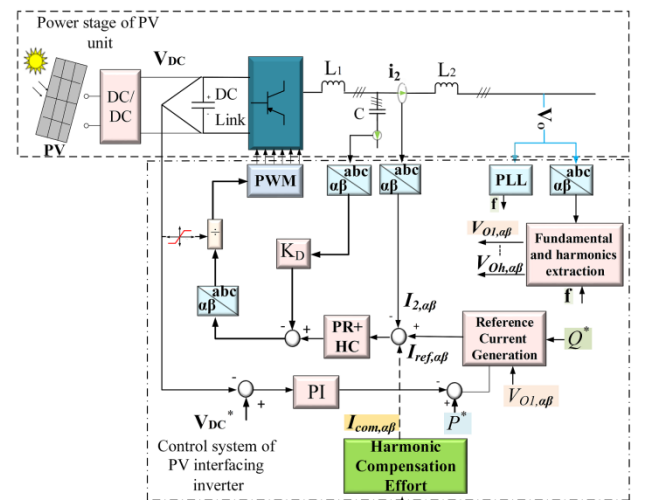 Power stage of PV
unit
V_DC
DC/
DC
PV
+
-
DC
Link
L₁
C
i₂
L₂
V_o
PWM
abc
αβ
abc
αβ
PLL
f
abc
αβ
V_O1,αβ
V_Oh,αβ
Fundamental
and harmonics
extraction
f
÷
K_D
abc
αβ
I_2,αβ
-
+
PR+
HC
-
+
I_ref,αβ
Reference
Current
Generation
Q*
-
+
V_DC*
PI
-
+
P*
V_O1,αβ
I_com,αβ
Control system of
PV interfacing
inverter
Harmonic
Compensation
Effort